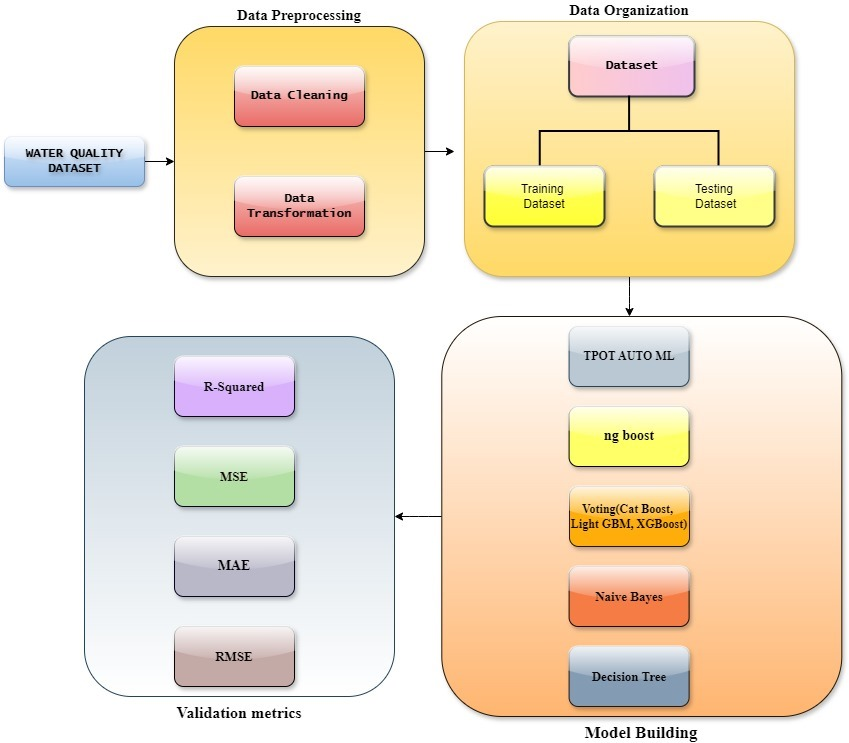 Data Preprocessing
Data Organization
WATER QUALITY
DATASET
Data Cleaning
Data
Transformation
Dataset
Training
Dataset
Testing
Dataset
TPOT AUTO ML
ng boost
Voting(Cat Boost,
Light GBM, XGBoost)
Naive Bayes
Decision Tree
Model Building
R-Squared
MSE
MAE
RMSE
Validation metrics